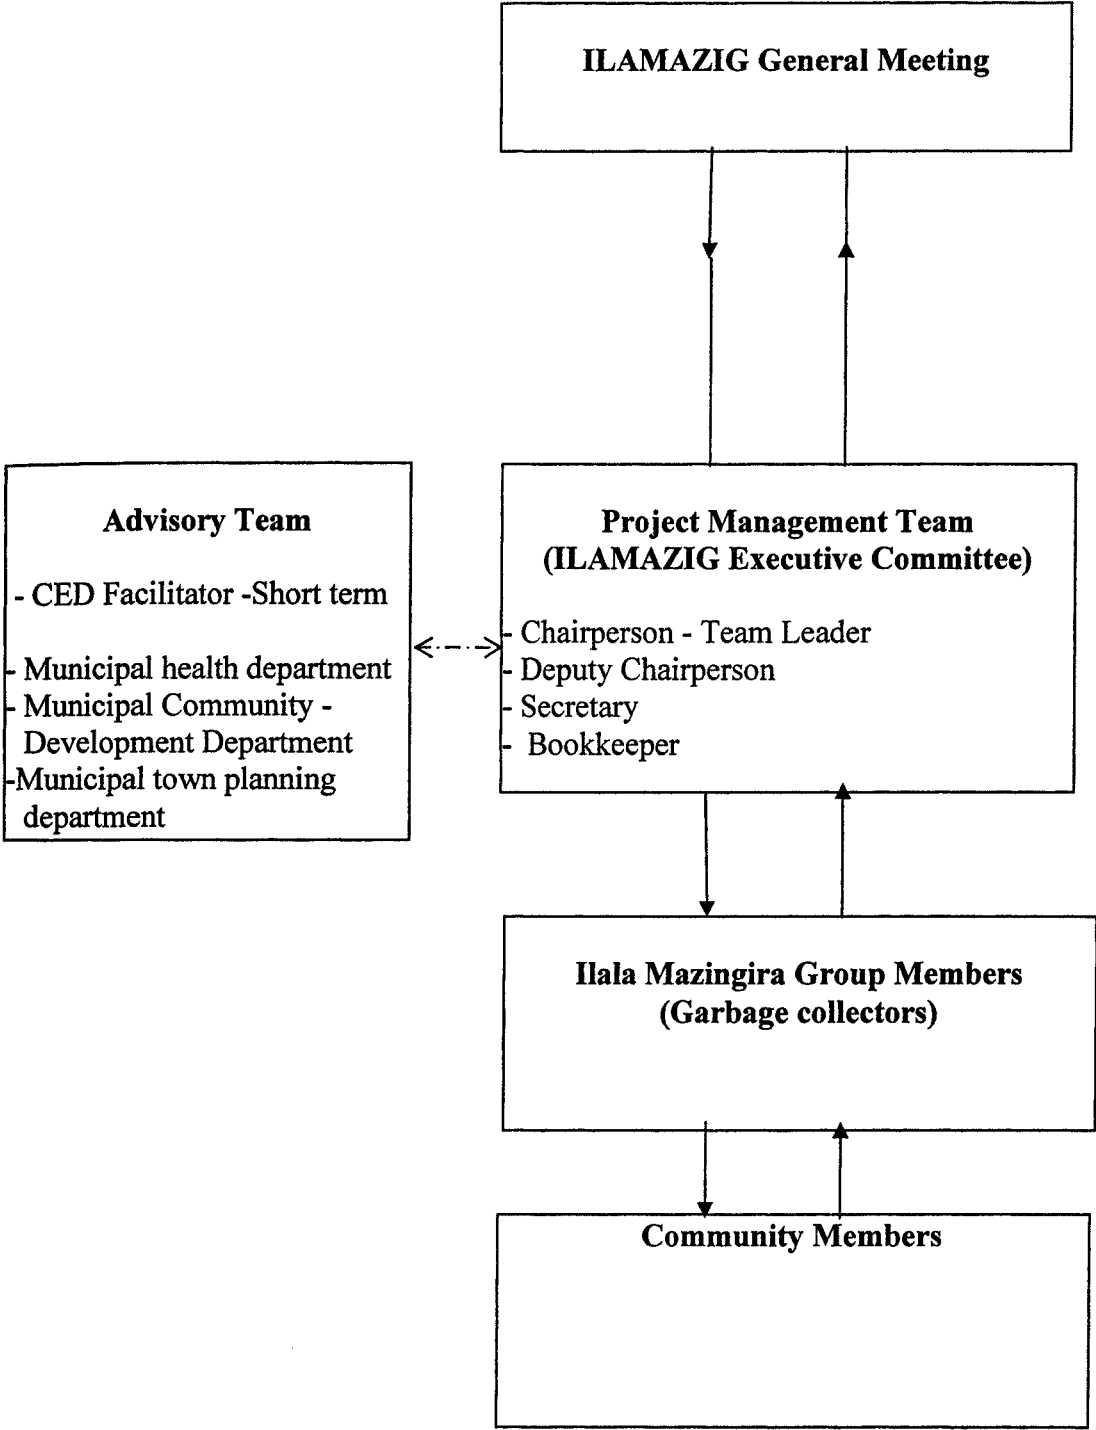 ILAMAZIG General Meeting
Advisory Team
- CED Facilitator -Short term
- Municipal health department
- Municipal Community -
Development Department
-Municipal town planning
department
Project Management Team
(ILAMAZIG Executive Committee)
- Chairperson - Team Leader
- Deputy Chairperson
- Secretary
- Bookkeeper
Ilala Mazingira Group Members
(Garbage collectors)
Community Members